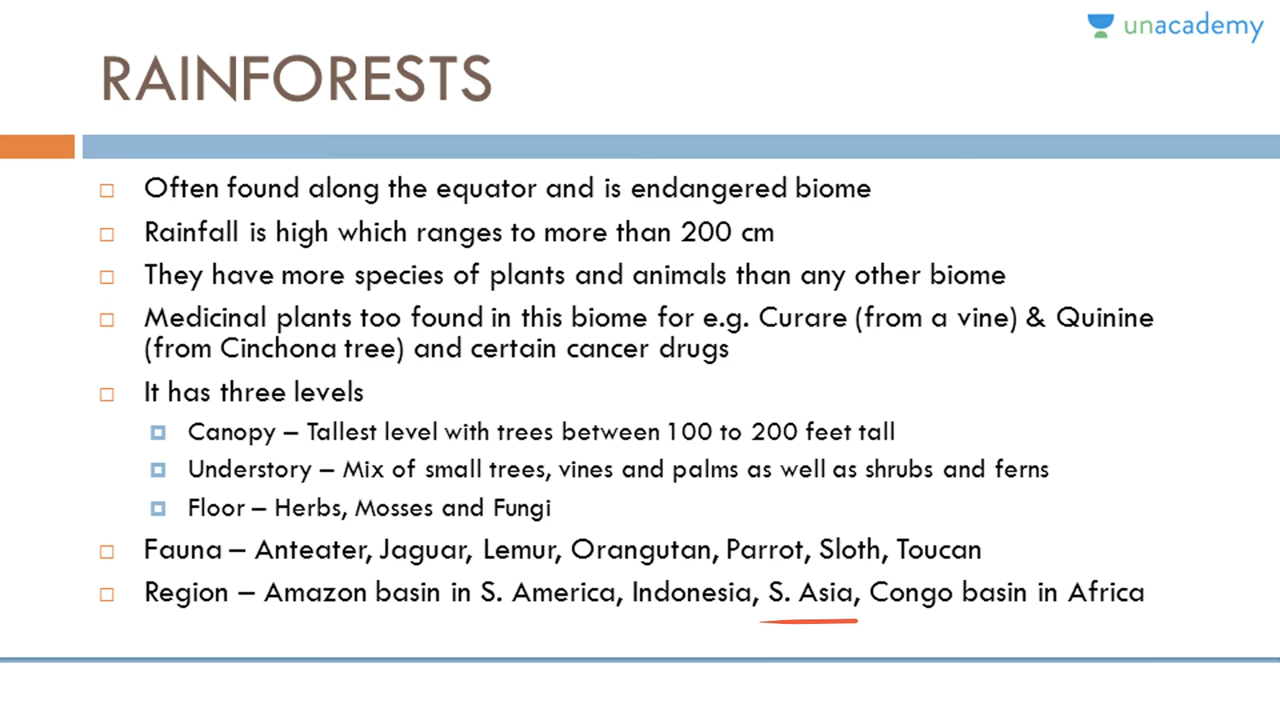 unacademy
RAINFORESTS
Often found along the equator and is endangered biome
Rainfall is high which ranges to more than 200 cm
They have more species of plants and animals than any other biome
Medicinal plants too found in this biome for e.g. Curare (from a vine) & Quinine
(from Cinchona tree) and certain cancer drugs
It has three levels
Canopy – Tallest level with trees between 100 to 200 feet tall
Understory – Mix of small trees, vines and palms as well as shrubs and ferns
Floor – Herbs, Mosses and Fungi
Fauna – Anteater, Jaguar, Lemur, Orangutan, Parrot, Sloth, Toucan
Region – Amazon basin in S. America, Indonesia, S. Asia, Congo basin in Africa